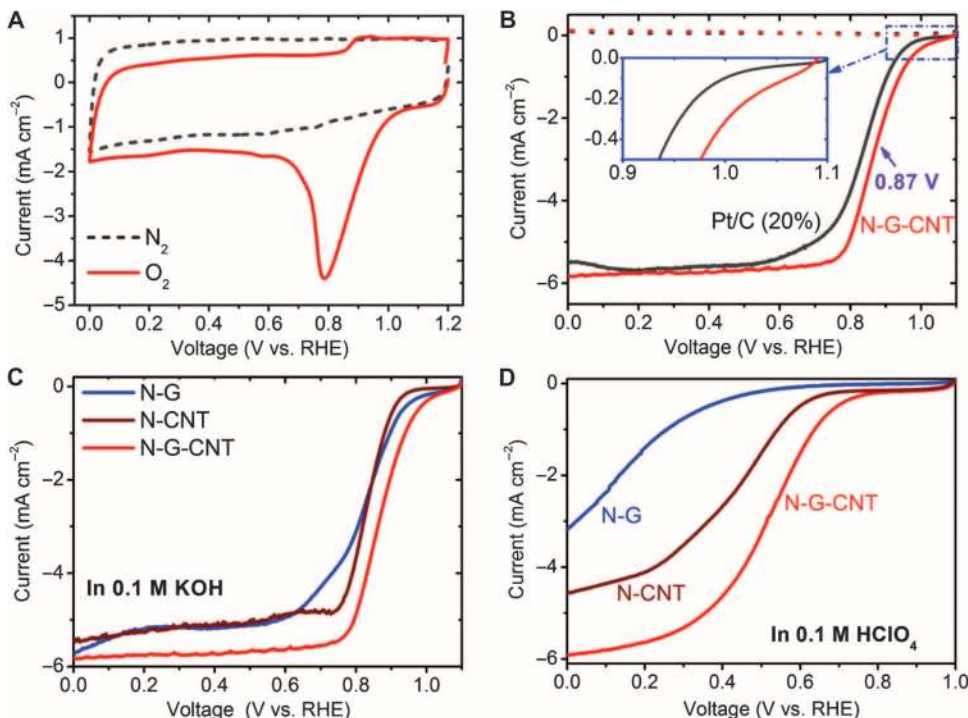 A
Current (mA cm⁻²)
1
0
−1
−2
−3
−4
−5
N₂
O₂
0.0 0.2 0.4 0.6 0.8 1.0 1.2
Voltage (V vs. RHE)
B
Current (mA cm⁻²)
0
−2
−4
−6
0.0
−0.2
−0.4
0.9 1.0 1.1
0.87 V
Pt/C (20%)
N-G-CNT
0.0 0.2 0.4 0.6 0.8 1.0
Voltage (V vs. RHE)
C
Current (mA cm⁻²)
0
−2
−4
−6
N-G
N-CNT
N-G-CNT
In 0.1 M KOH
0.0 0.2 0.4 0.6 0.8 1.0
Voltage (V vs. RHE)
D
Current (mA cm⁻²)
0
−1
−2
−3
−4
−5
−6
N-G
N-G-CNT
N-CNT
In 0.1 M HClO₄
0.0 0.2 0.4 0.6 0.8 1.0
Voltage (V vs. RHE)